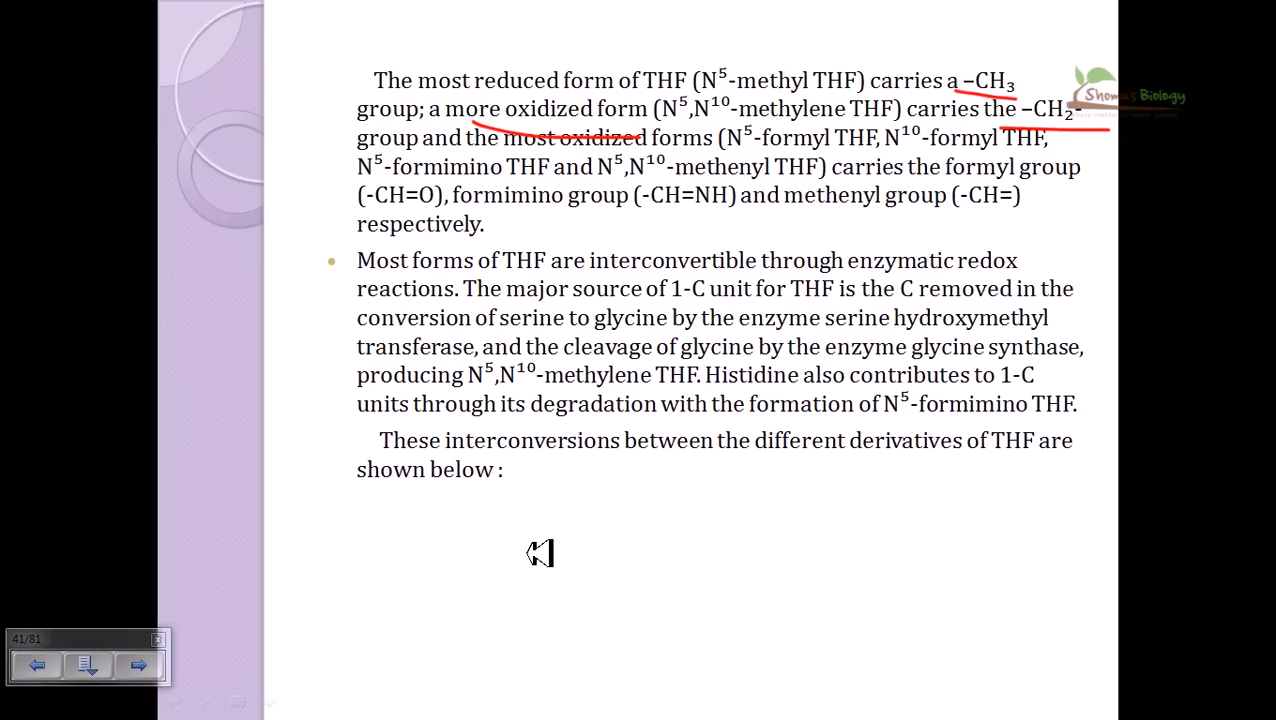 The most reduced form of THF (N⁵-methyl THF) carries a –CH₃
group; a more oxidized form (N⁵,N¹⁰-methylene THF) carries the –CH₂-
group and the most oxidized forms (N⁵-formyl THF, N¹⁰-formyl THF,
N⁵-formimino THF and N⁵,N¹⁰-methenyl THF) carries the formyl group
(-CH=O), formimino group (-CH=NH) and methenyl group (-CH=)
respectively.
• Most forms of THF are interconvertible through enzymatic redox
reactions. The major source of 1-C unit for THF is the C removed in the
conversion of serine to glycine by the enzyme serine hydroxymethyl
transferase, and the cleavage of glycine by the enzyme glycine synthase,
producing N⁵,N¹⁰-methylene THF. Histidine also contributes to 1-C
units through its degradation with the formation of N⁵-formimino THF.
These interconversions between the different derivatives of THF are
shown below :
Shomu's Biology
41/81